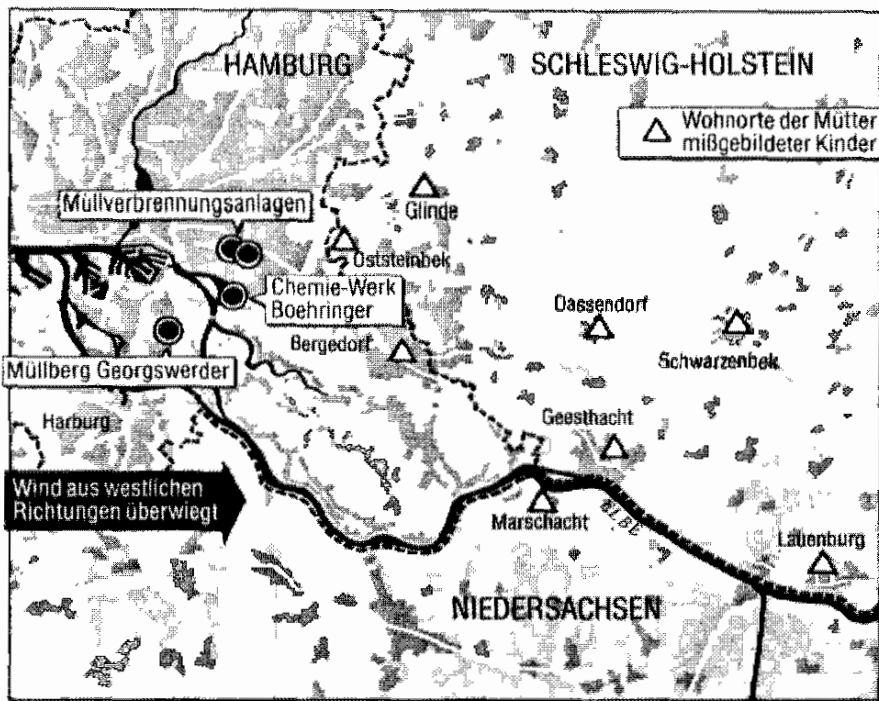 HAMBURG
SCHLESWIG-HOLSTEIN
Wohnorte der Mütter
mißgebildeter Kinder
Müllverbrennungsanlagen
Glinde
Oststeinbek
Chemie-Werk
Boehringer
Dassendorf
Bergedorf
Schwarzenbek
Müllberg Georgswerder
Harburg
Geesthacht
Wind aus westlichen
Richtungen überwiegt
Marschacht
ELBE
Lauenburg
NIEDERSACHSEN